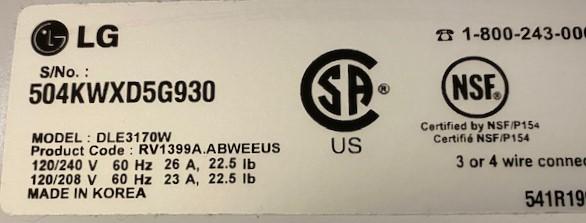 LG
☎ 1-800-243-000
S/No. :
504KWXD5G930
CSA ®
US
NSF®
Certified by NSF/P154
Certifié NSF/P154
MODEL : DLE3170W
Product Code : RV1399A.ABWEEUS
120/240 V 60 Hz 26 A, 22.5 lb
120/208 V 60 Hz 23 A, 22.5 lb
MADE IN KOREA
3 or 4 wire connec
541R19